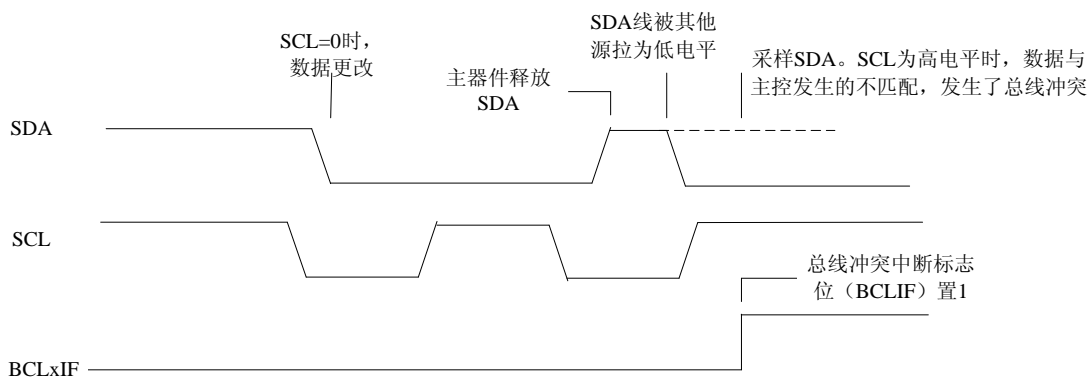 SCL=0时，
数据更改
主器件释放
SDA
SDA线被其他
源拉为低电平
采样SDA。SCL为高电平时，数据与
主控发生的不匹配，发生了总线冲突
SDA
SCL
总线冲突中断标志
位（BCLIF）置1
BCLxIF